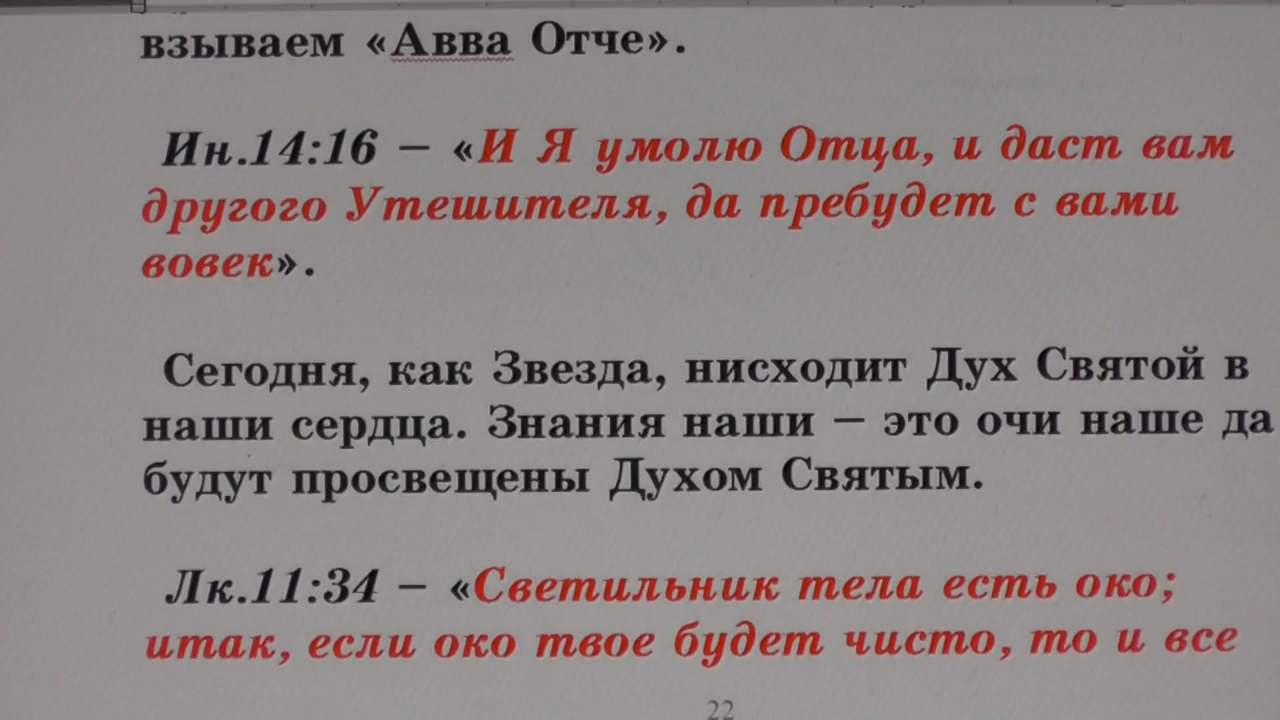 взываем «Авва Отче».
Ин.14:16 – «И Я умолю Отца, и даст вам
другого Утешителя, да пребудет с вами
вовек».
Сегодня, как Звезда, нисходит Дух Святой в
наши сердца. Знания наши – это очи наше да
будут просвещены Духом Святым.
Лк.11:34 – «Светильник тела есть око;
итак, если око твое будет чисто, то и все
22